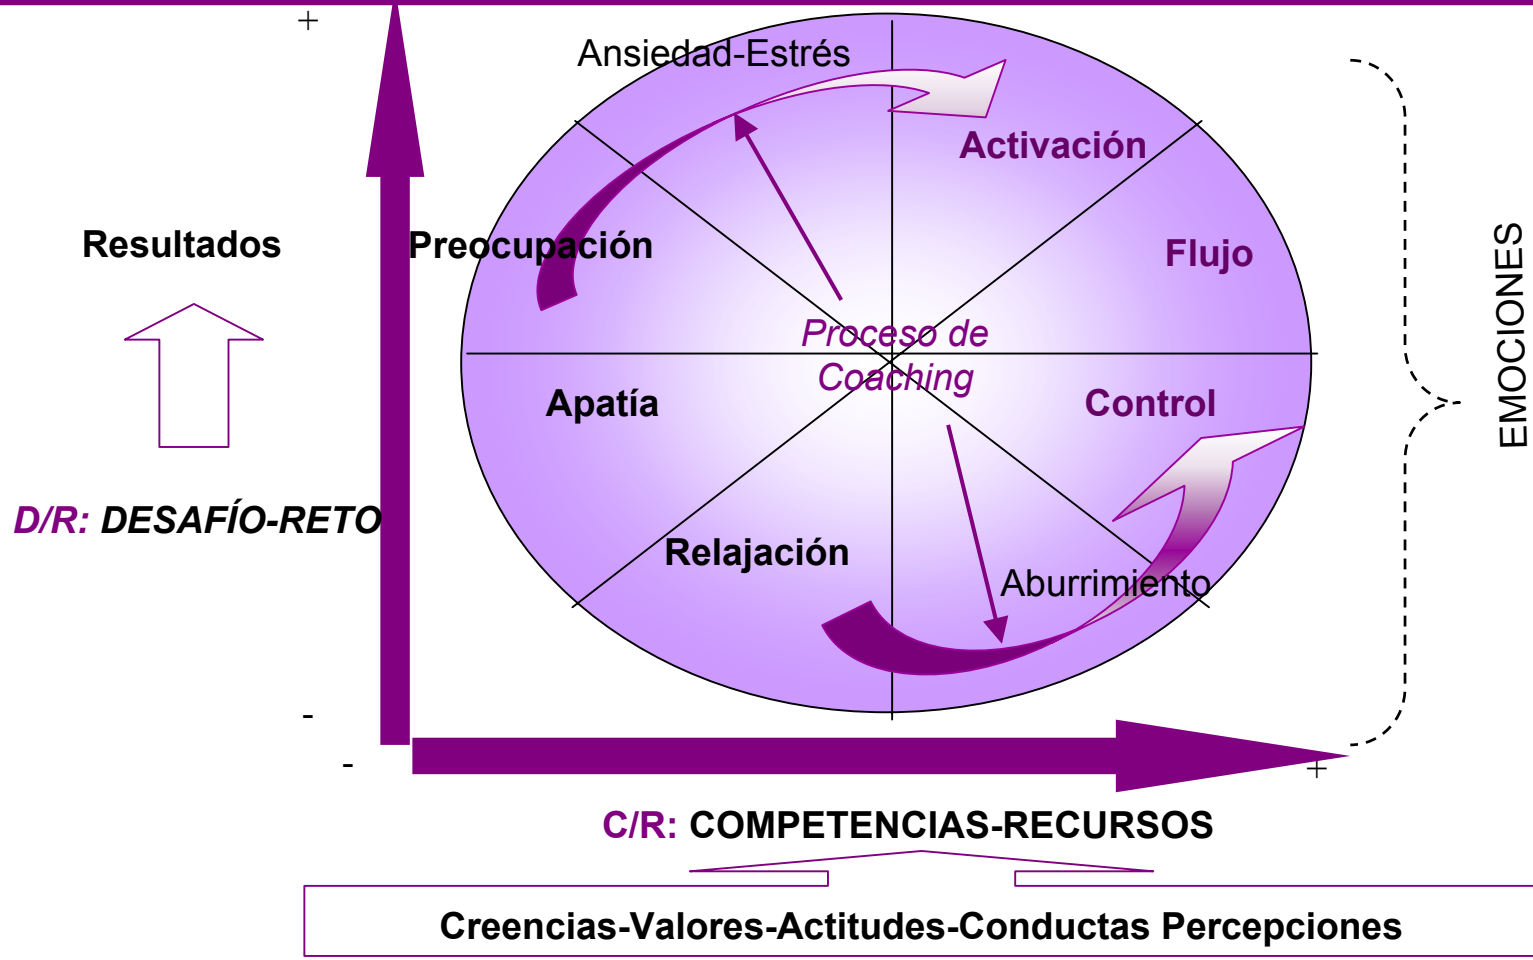 +
Ansiedad-Estrés
Activación
Resultados
Preocupación
Flujo
EMOCIONES
Proceso de
Coaching
Apatía
Control
D/R: DESAFÍO-RETO
Relajación
Aburrimiento
-
-
+
C/R: COMPETENCIAS-RECURSOS
Creencias-Valores-Actitudes-Conductas Percepciones